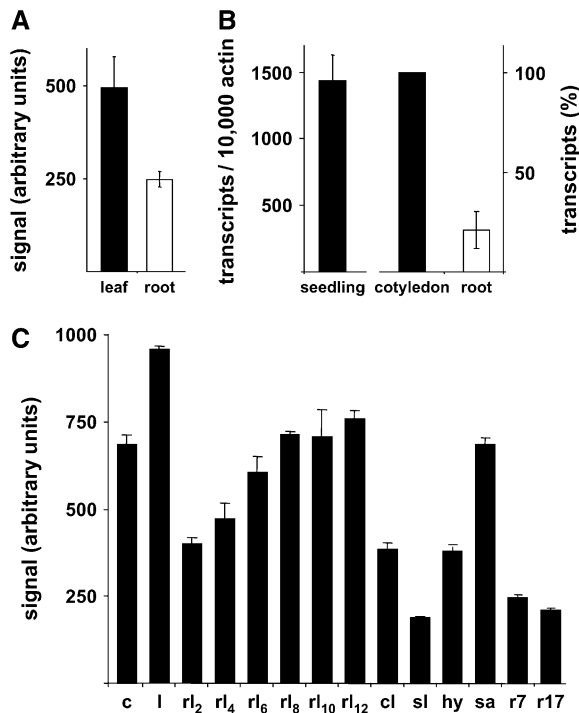 A
signal (arbitrary units)
500
250
leaf root
B
transcripts / 10,000 actin
1500
1000
500
seedling cotyledon root
100
50
transcripts (%)
C
signal (arbitrary units)
1000
750
500
250
c l rl2 rl4 rl6 rl8 rl10 rl12 cl sl hy sa r7 r17